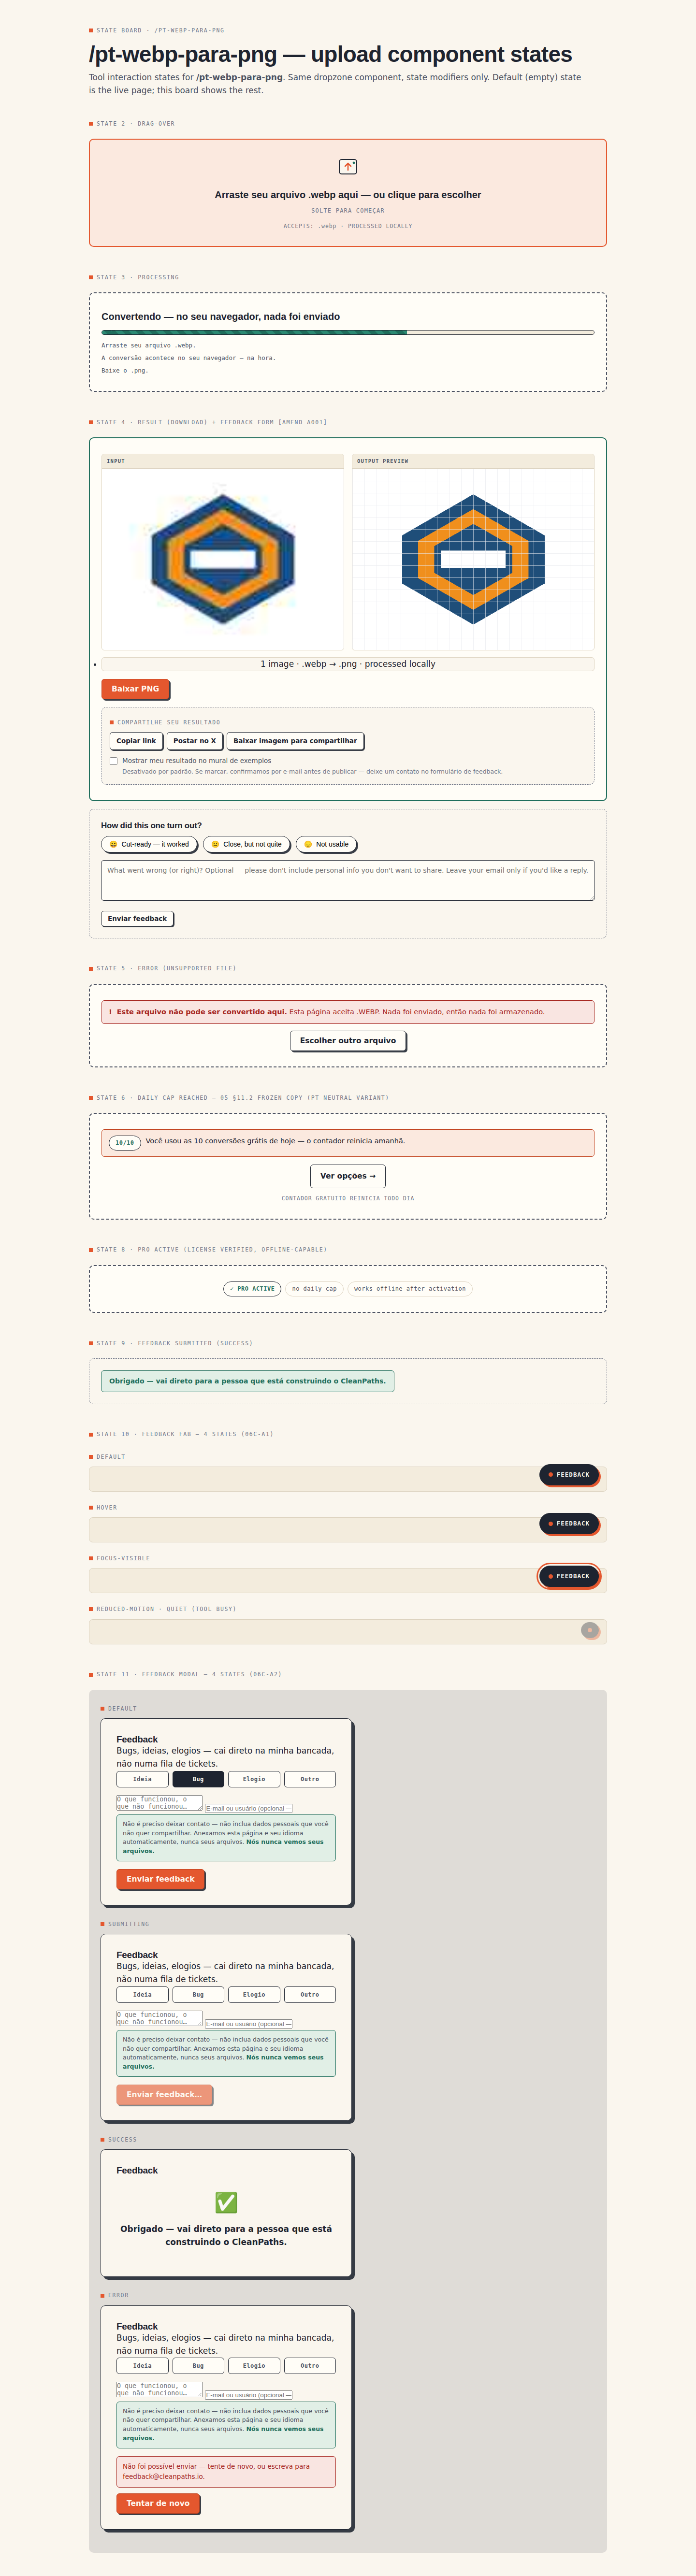 STATE BOARD · /PT-WEBP-PARA-PNG
/pt-webp-para-png — upload component states
Tool interaction states for /pt-webp-para-png. Same dropzone component, state modifiers only. Default (empty) state
is the live page; this board shows the rest.
STATE 2 · DRAG-OVER
Arraste seu arquivo .webp aqui — ou clique para escolher
SOLTE PARA COMEÇAR
ACCEPTS: .webp · PROCESSED LOCALLY
STATE 3 · PROCESSING
Convertendo — no seu navegador, nada foi enviado
Arraste seu arquivo .webp.
A conversão acontece no seu navegador — na hora.
Baixe o .png.
STATE 4 · RESULT (DOWNLOAD) + FEEDBACK FORM [AMEND A001]
INPUT
OUTPUT PREVIEW
1 image · .webp → .png · processed locally
Baixar PNG
COMPARTILHE SEU RESULTADO
Copiar link
Postar no X
Baixar imagem para compartilhar
Mostrar meu resultado no mural de exemplos
Desativado por padrão. Se marcar, confirmamos por e-mail antes de publicar — deixe um contato no formulário de feedback.
How did this one turn out?
😀 Cut-ready — it worked
😐 Close, but not quite
😞 Not usable
What went wrong (or right)? Optional — please don't include personal info you don't want to share. Leave your email only if you'd like a reply.
Enviar feedback
STATE 5 · ERROR (UNSUPPORTED FILE)
! Este arquivo não pode ser convertido aqui. Esta página aceita .WEBP. Nada foi enviado, então nada foi armazenado.
Escolher outro arquivo
STATE 6 · DAILY CAP REACHED — 05 §11.2 FROZEN COPY (PT NEUTRAL VARIANT)
10/10 Você usou as 10 conversões grátis de hoje — o contador reinicia amanhã.
Ver opções →
CONTADOR GRATUITO REINICIA TODO DIA
STATE 8 · PRO ACTIVE (LICENSE VERIFIED, OFFLINE-CAPABLE)
✓ PRO ACTIVE
no daily cap
works offline after activation
STATE 9 · FEEDBACK SUBMITTED (SUCCESS)
Obrigado — vai direto para a pessoa que está construindo o CleanPaths.
STATE 10 · FEEDBACK FAB — 4 STATES (06C-A1)
DEFAULT
FEEDBACK
HOVER
FEEDBACK
FOCUS-VISIBLE
FEEDBACK
REDUCED-MOTION · QUIET (TOOL BUSY)
STATE 11 · FEEDBACK MODAL — 4 STATES (06C-A2)
DEFAULT
Feedback
Bugs, ideias, elogios — cai direto na minha bancada,
não numa fila de tickets.
Ideia
Bug
Elogio
Outro
O que funcionou, o
que não funcionou…
E-mail ou usuário (opcional —
Não é preciso deixar contato — não inclua dados pessoais que você
não quer compartilhar. Anexamos esta página e seu idioma
automaticamente, nunca seus arquivos. Nós nunca vemos seus
arquivos.
Enviar feedback
SUBMITTING
Feedback
Bugs, ideias, elogios — cai direto na minha bancada,
não numa fila de tickets.
Ideia
Bug
Elogio
Outro
O que funcionou, o
que não funcionou…
E-mail ou usuário (opcional —
Não é preciso deixar contato — não inclua dados pessoais que você
não quer compartilhar. Anexamos esta página e seu idioma
automaticamente, nunca seus arquivos. Nós nunca vemos seus
arquivos.
Enviar feedback…
SUCCESS
Feedback
✅
Obrigado — vai direto para a pessoa que está
construindo o CleanPaths.
ERROR
Feedback
Bugs, ideias, elogios — cai direto na minha bancada,
não numa fila de tickets.
Ideia
Bug
Elogio
Outro
O que funcionou, o
que não funcionou…
E-mail ou usuário (opcional —
Não é preciso deixar contato — não inclua dados pessoais que você
não quer compartilhar. Anexamos esta página e seu idioma
automaticamente, nunca seus arquivos. Nós nunca vemos seus
arquivos.
Não foi possível enviar — tente de novo, ou escreva para
feedback@cleanpaths.io.
Tentar de novo